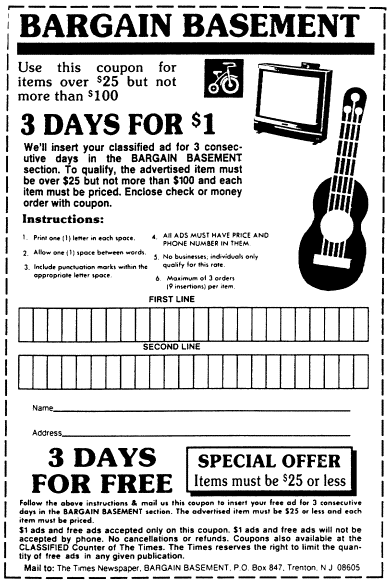 BARGAIN BASEMENT
Use this coupon for
items over $25 but not
more than $100
3 DAYS FOR $1
We'll insert your classified ad for 3 consec-
utive days in the BARGAIN BASEMENT
section. To qualify, the advertised item must
be over $25 but not more than $100 and each
item must be priced. Enclose check or money
order with coupon.
Instructions:
1. Print one (1) letter in each space.
2. Allow one (1) space between words.
3. Include punctuation marks within the
appropriate letter space.
4. All ADS MUST HAVE PRICE AND
PHONE NUMBER IN THEM.
5. No businesses; individuals only
qualify for this rate.
6. Maximum of 3 orders
(9 insertions) per item.
FIRST LINE
SECOND LINE
Name
Address
3 DAYS
FOR FREE
SPECIAL OFFER
Items must be $25 or less
Follow the above instructions & mail us this coupon to insert your free ad for 3 consecutive
days in the BARGAIN BASEMENT section. The advertised item must be $25 or less and each
item must be priced.
$1 ads and free ads accepted only on this coupon. $1 ads and free ads will not be
accepted by phone. No cancellations or refunds. Coupons also available at the
CLASSIFIED Counter of The Times. The Times reserves the right to limit the quan-
tity of free ads in any given publication.
Mail to: The Times Newspaper, BARGAIN BASEMENT, P.O. Box 847, Trenton, N J 08605